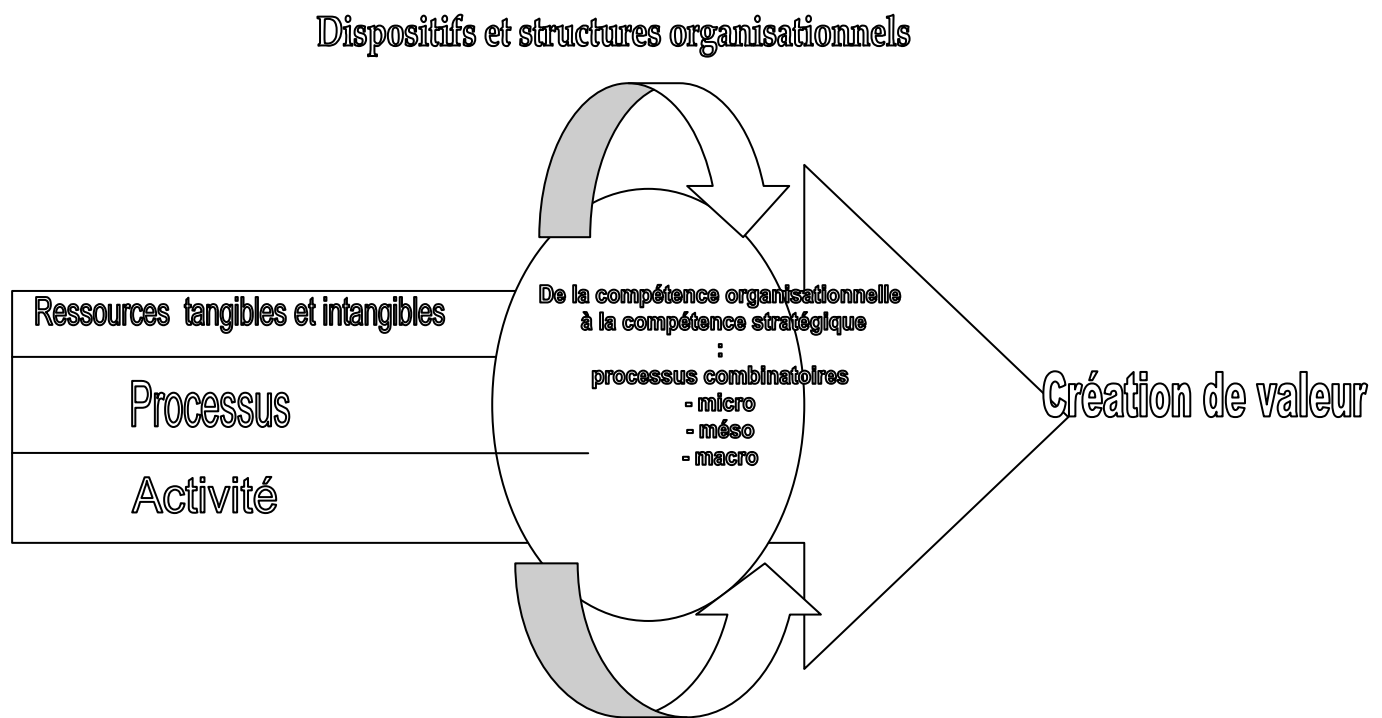 Dispositifs et structures organisationnels
Ressources tangibles et intangibles
Processus
Activité
De la compétence organisationnelle
à la compétence stratégique
:
processus combinatoires
- micro
- méso
- macro
Création de valeur